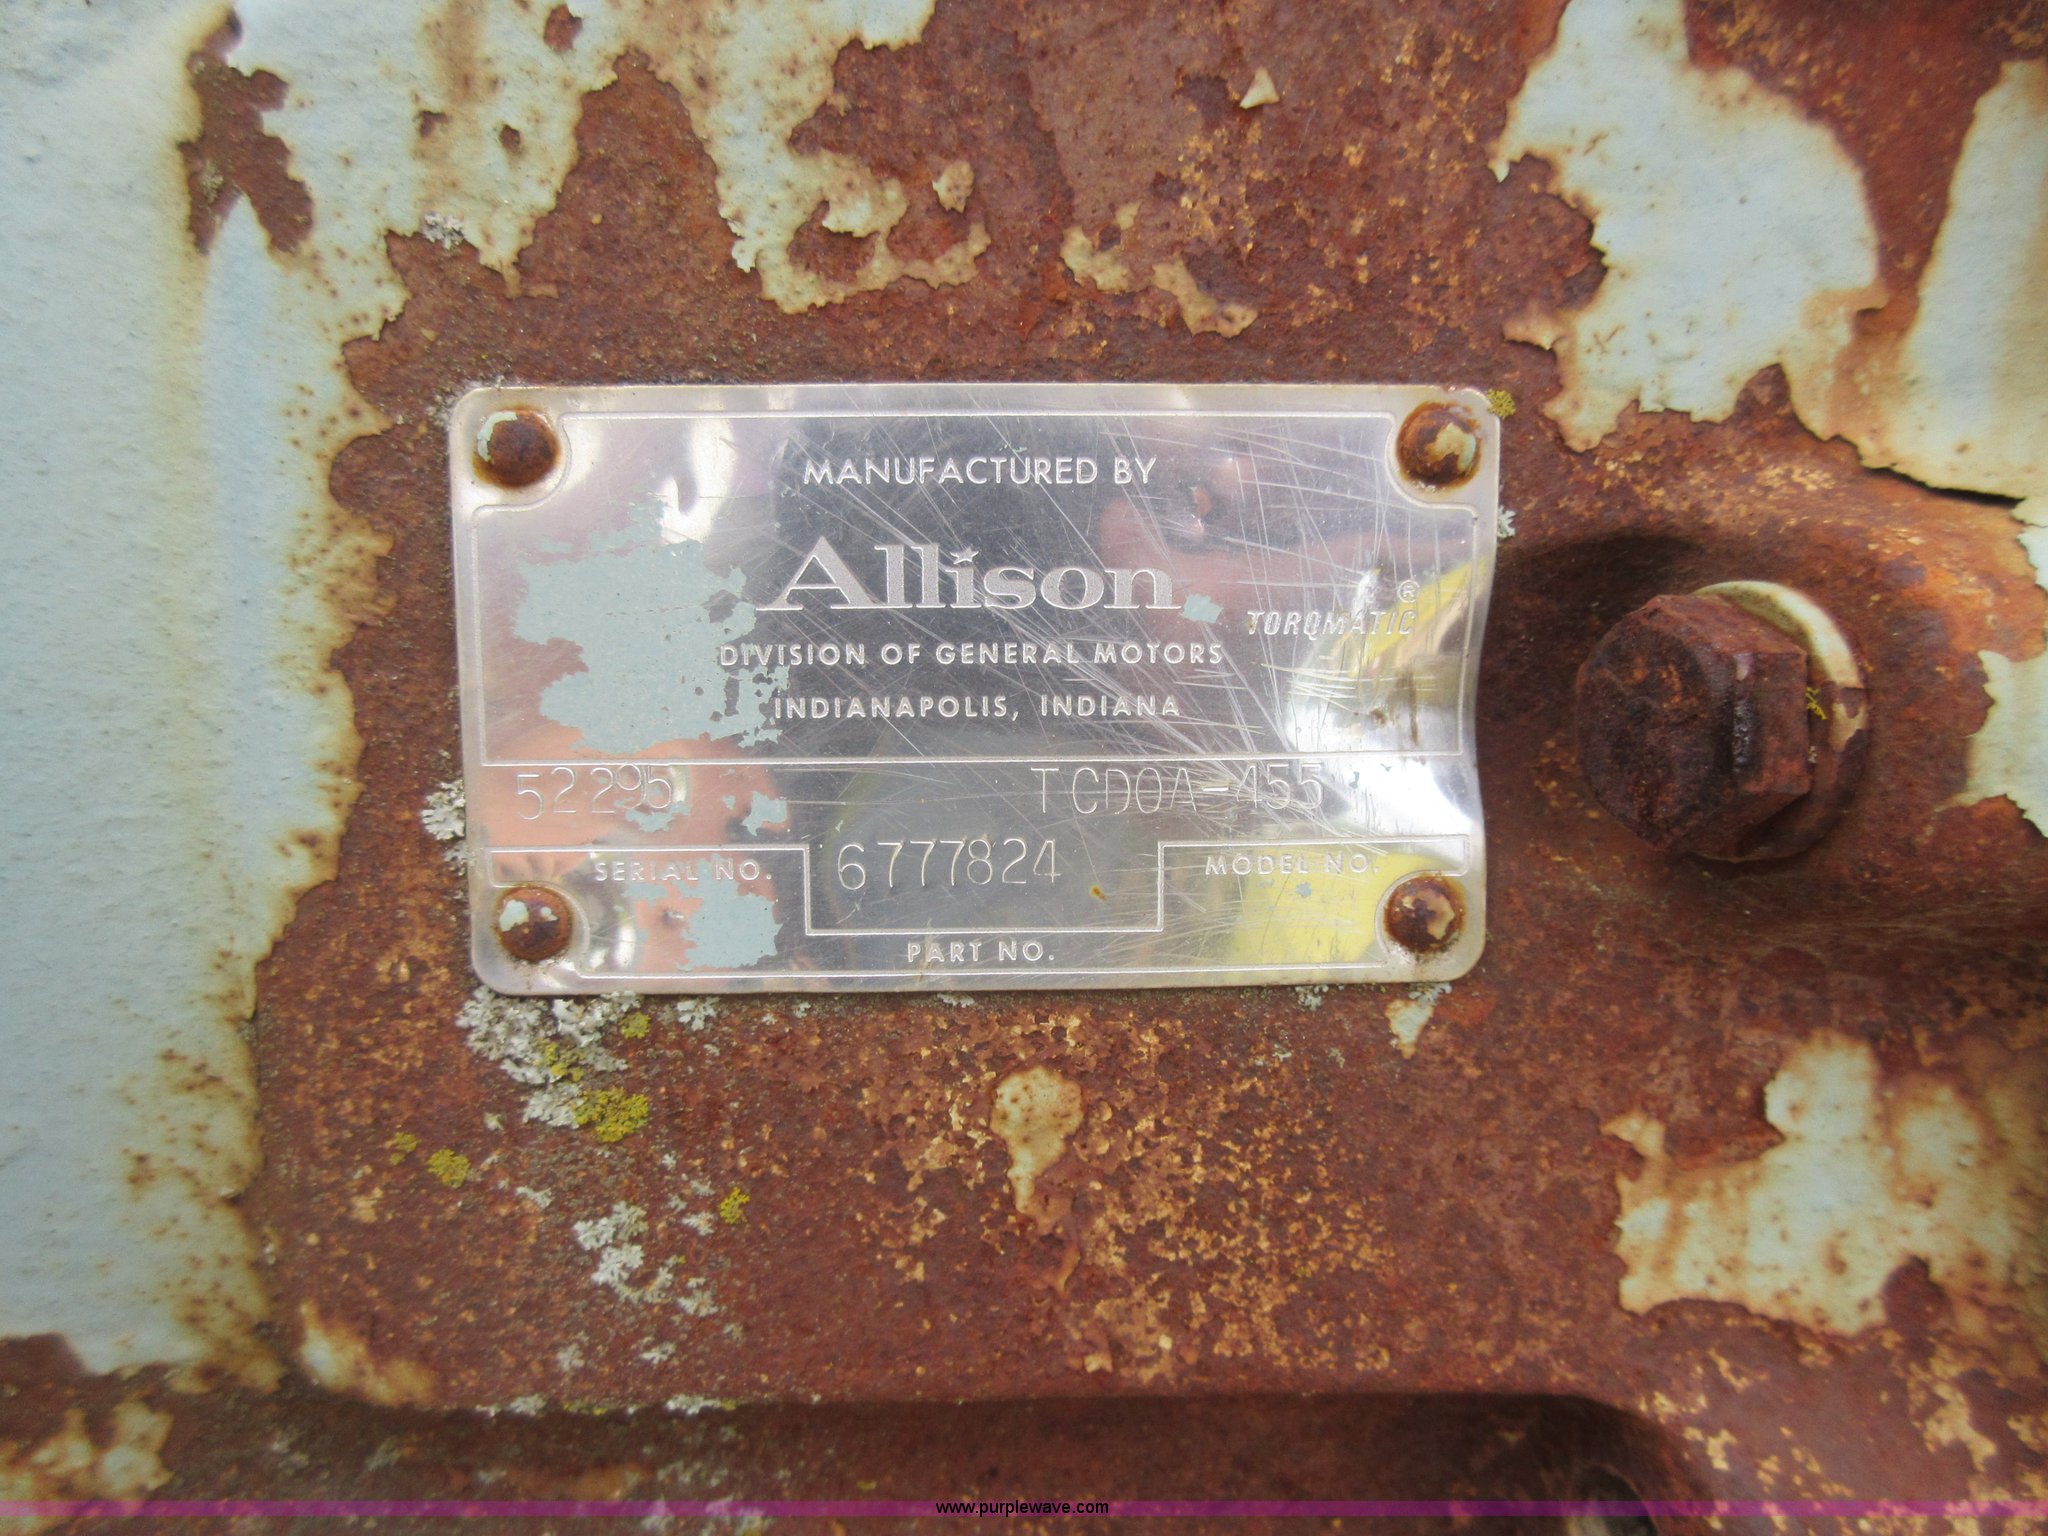 MANUFACTURED BY
Allison
® TORQMATIC
DIVISION OF GENERAL MOTORS
INDIANAPOLIS, INDIANA
52295 TCDOA-455
SERIAL NO. 6777824 MODEL NO.
PART NO.
www.purplewave.com